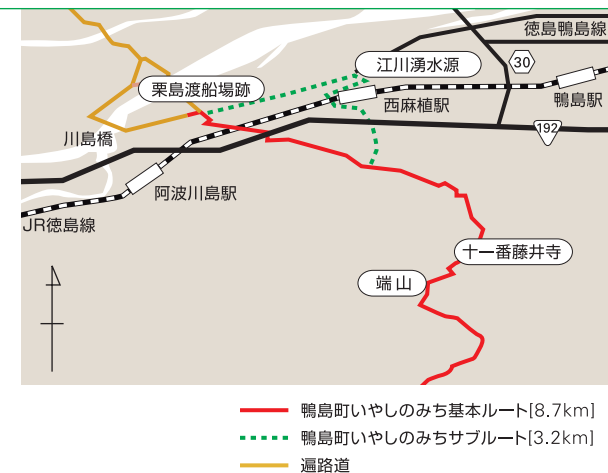 徳島鴨島線
30
江川湧水源
栗島渡船場跡
鴨島駅
西麻植駅
192
川島橋
阿波川島駅
JR徳島線
十一番藤井寺
端山
鴨島町いやしのみち基本ルート[8.7km]
鴨島町いやしのみちサブルート[3.2km]
遍路道